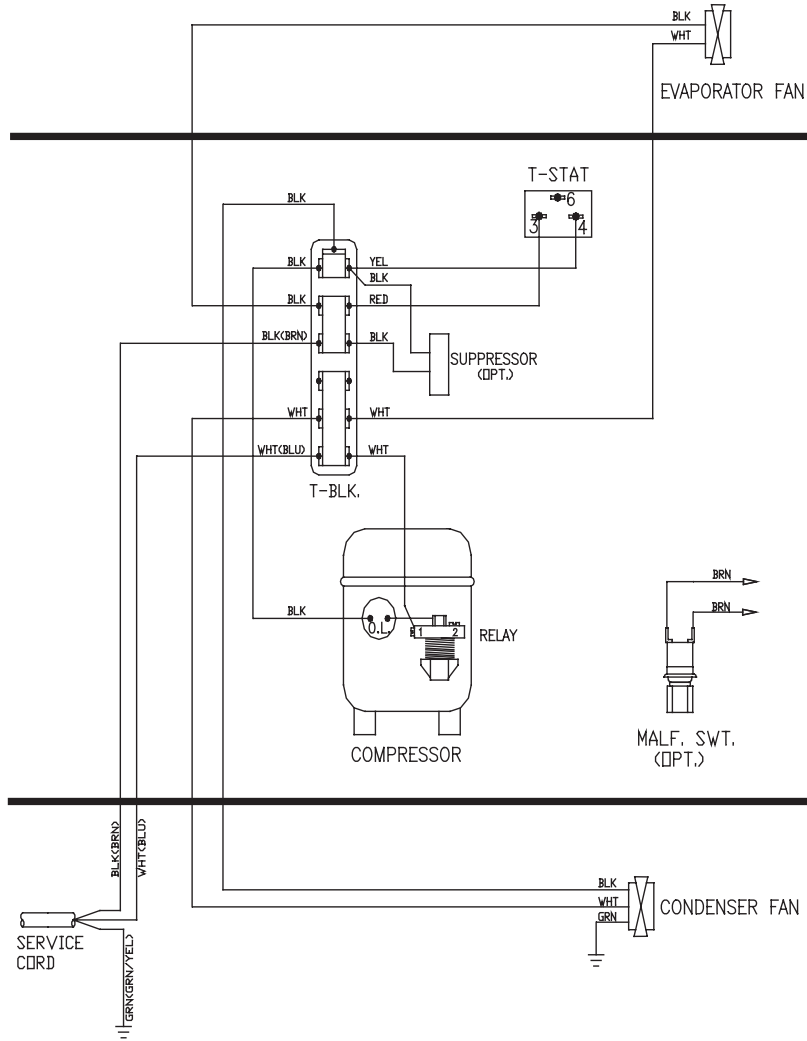 BLK
WHT
EVAPORATOR FAN
T-STAT
6
3
4
BLK
BLK
YEL
BLK
BLK
RED
BLK(BRN)
BLK
SUPPRESSOR
(OPT.)
WHT
WHT
WHT(BLU)
WHT
T-BLK.
BLK
O.L.
1
2
RELAY
COMPRESSOR
BRN
BRN
MALF. SWT.
(OPT.)
BLK(BRN)
WHT(BLU)
BLK
WHT
GRN
CONDENSER FAN
SERVICE
CORD
GRN(GRN/YEL)